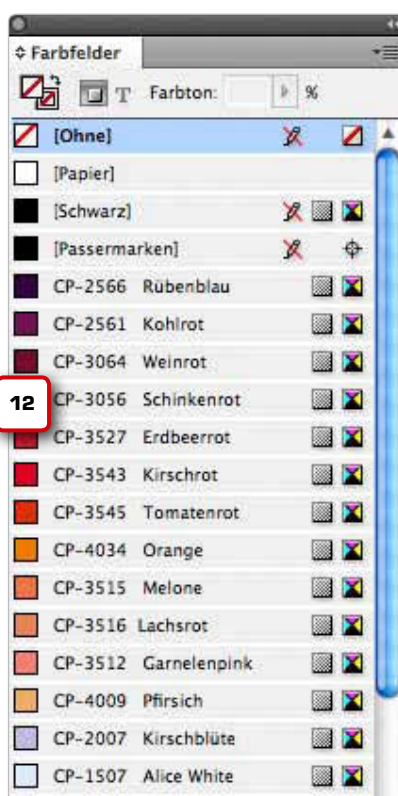 Farbfelder
T Farbton: %
[Ohne]
[Papier]
[Schwarz]
[Passermarken]
CP-2566 Rübenblau
CP-2561 Kohlrot
CP-3064 Weinrot
12 CP-3056 Schinkenrot
CP-3527 Erdbeerrot
CP-3543 Kirschrot
CP-3545 Tomatenrot
CP-4034 Orange
CP-3515 Melone
CP-3516 Lachsrot
CP-3512 Garnelenpink
CP-4009 Pfirsich
CP-2007 Kirschblüte
CP-1507 Alice White